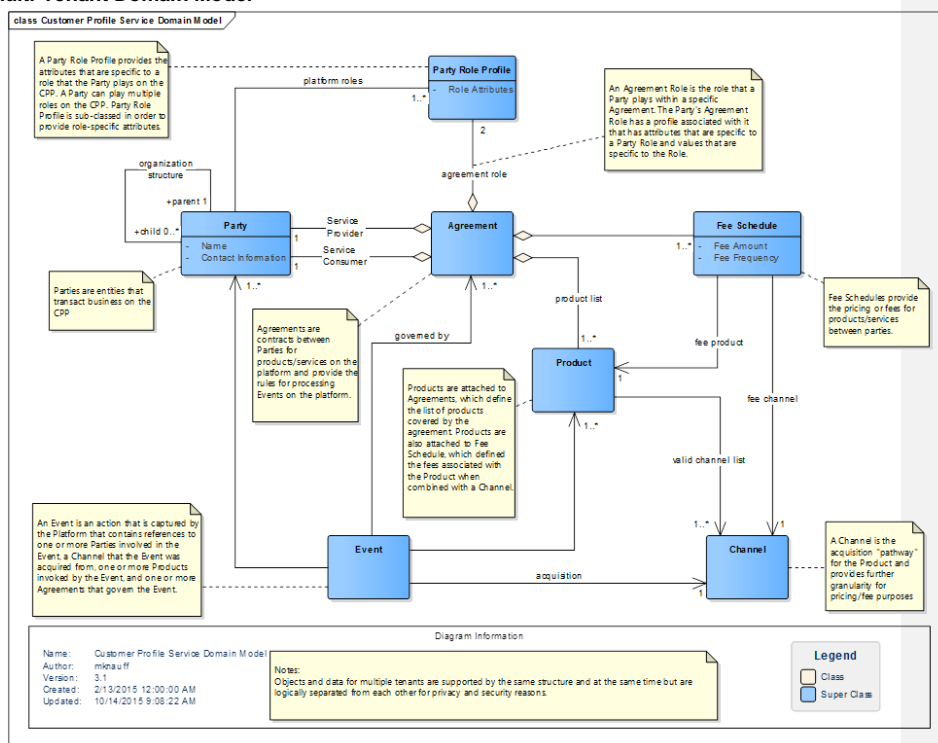 Tenant Domain Model
class Customer Profile Service Domain Model
A Party Role Profile provides the
attributes that are specific to a
role that the Party plays on the
CPP. A Party can play multiple
roles on the CPP. Party Role
Profile is sub-classed in order to
provide role-specific attributes.
platform roles
1..*
Party Role Profile
- Role Attributes
2
agreement role
An Agreement Role is the role that a
Party plays within a specific
Agreement. The Party's Agreement
Role has a profile associated with it
that has attributes that are specific to
a Party Role and values that are
specific to the Role.
organization
structure
+parent 1
+child 0..*
Party
- Name
- Contact Information
1
Service
Provider
1
Service
Consumer
Agreement
Fee Schedule
- Fee Amount
- Fee Frequency
1..*
Parties are entities that
transact business on the
CPP
1..*
1..*
product list
Fee Schedules provide
the pricing or fees for
products/services
between parties.
Agreements are
contracts between
Parties for
products/services on the
platform and provide the
rules for processing
Events on the platform.
governed by
1..*
fee product
Product
1
1..*
Products are attached to
Agreements, which define
the list of products
covered by the
agreement. Products are
also attached to Fee
Schedule, which defined
the fees associated with
the Product when
combined with a Channel.
fee channel
valid channel list
An Event is an action that is captured by
the Platform that contains references to
one or more Parties involved in the
Event, a Channel that the Event was
acquired from, one or more Products
invoked by the Event, and one or more
Agreements that govern the Event.
Event
acquisition
1..*
1
1
Channel
A Channel is the
acquisition "pathway"
for the Product and
provides further
granularity for
pricing/fee purposes
Diagram Information
Name: Customer Profile Service Domain Model
Author: mknauff
Version: 3.1
Created: 2/13/2015 12:00:00 AM
Updated: 10/14/2015 9:08:22 AM
Notes:
Objects and data for multiple tenants are supported by the same structure and at the same time but are
logically separated from each other for privacy and security reasons.
Legend
Class
Super Class